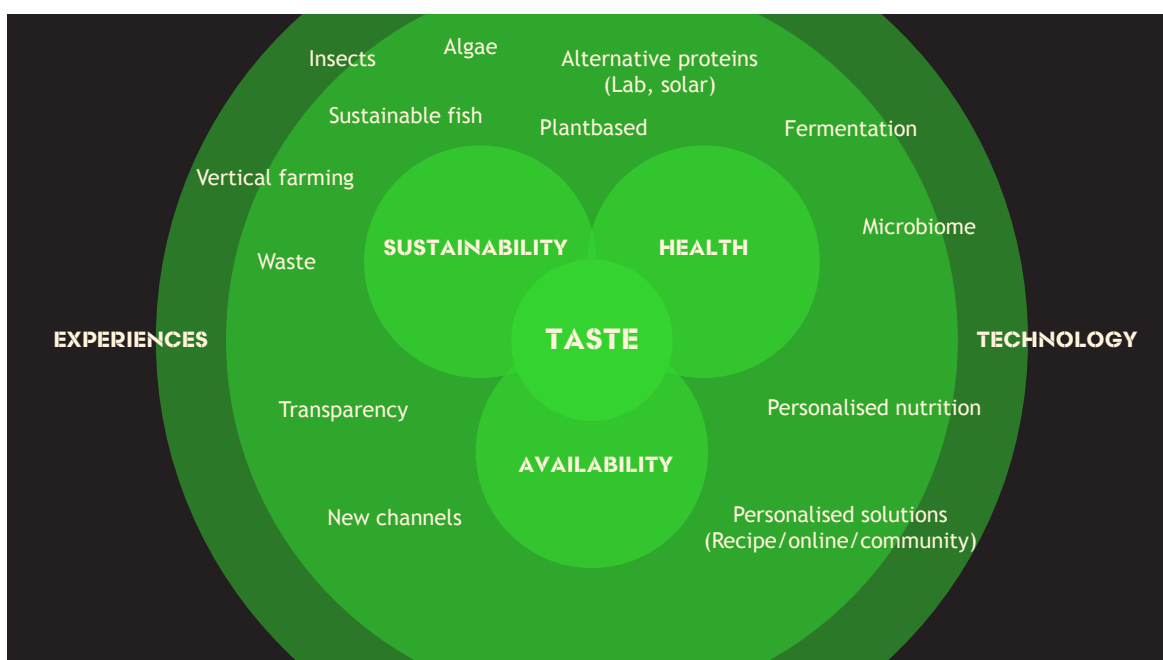 Algae
Insects
Alternative proteins
(Lab, solar)
Sustainable fish
Plantbased
Fermentation
Vertical farming
Microbiome
SUSTAINABILITY
HEALTH
Waste
EXPERIENCES
TASTE
TECHNOLOGY
Transparency
Personalised nutrition
AVAILABILITY
New channels
Personalised solutions
(Recipe/online/community)